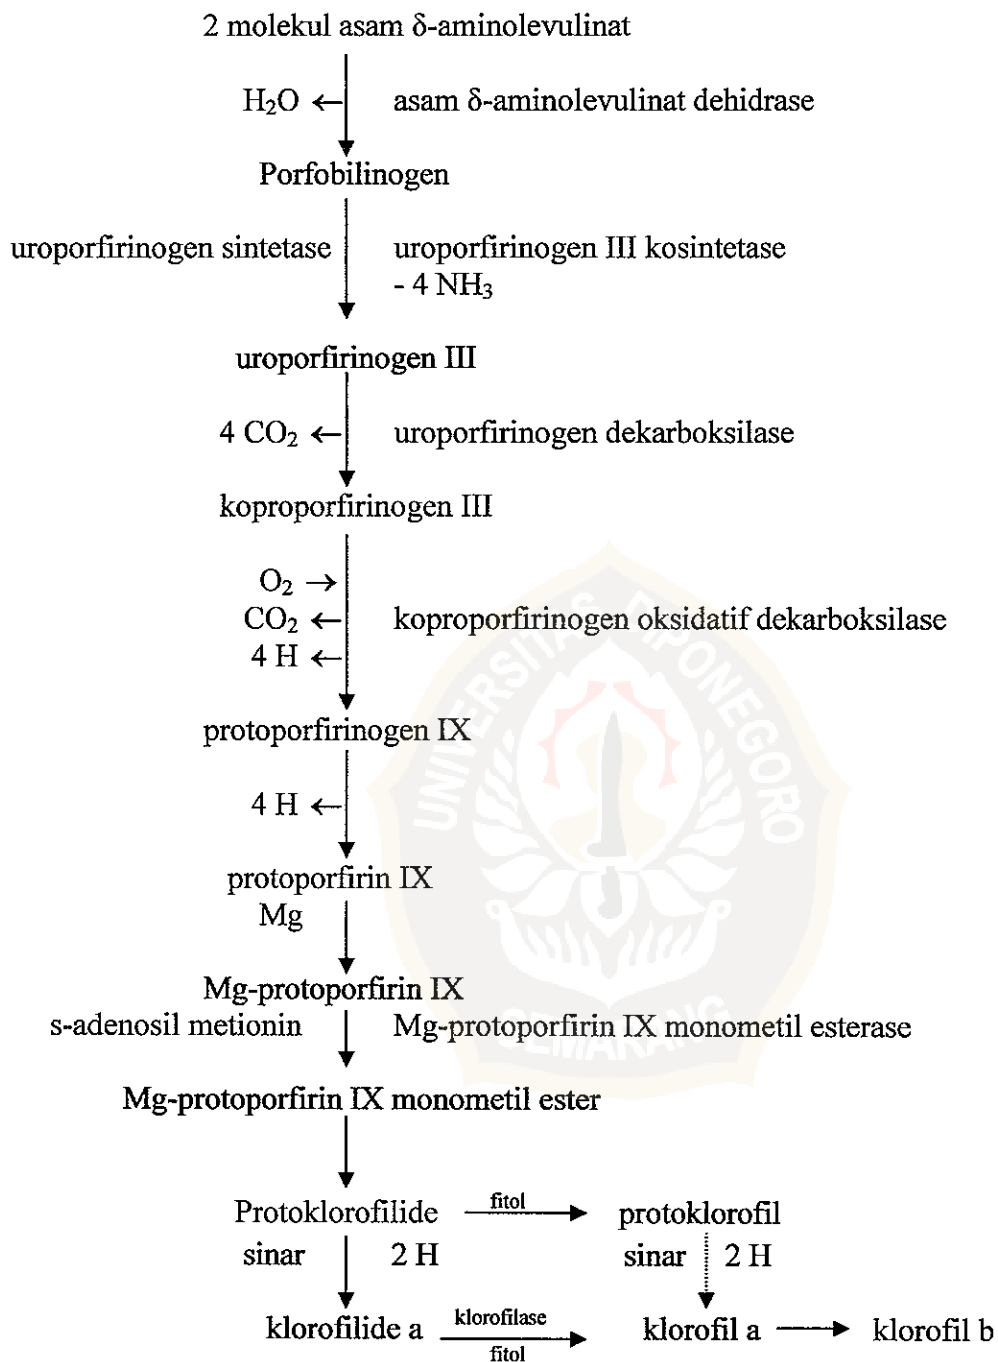 2 molekul asam δ-aminolevulinat
H₂O ← asam δ-aminolevulinat dehidrase
Porfobilinogen
uroporfirinogen sintetase uroporfirinogen III kosintetase
- 4 NH₃
uroporfirinogen III
4 CO₂ ← uroporfirinogen dekarboksilase
koproporfirinogen III
O₂ →
CO₂ ← koproporfirinogen oksidatif dekarboksilase
4 H ←
protoporfirinogen IX
4 H ←
protoporfirin IX
Mg
Mg-protoporfirin IX
s-adenosil metionin Mg-protoporfirin IX monometil esterase
Mg-protoporfirin IX monometil ester
Protoklorofilide fitol protoklorofil
sinar 2 H sinar 2 H
klorofilide a klorofilase fitol klorofil a klorofil b
UNIVERSITAS DIPONEGORO
SEMARANG